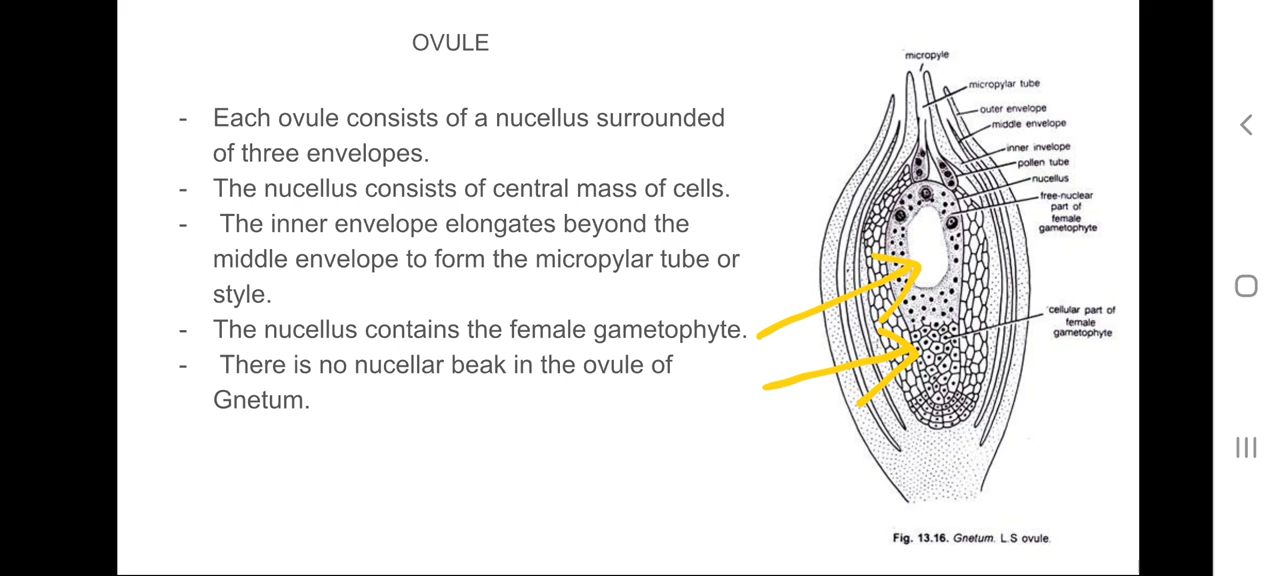 OVULE
- Each ovule consists of a nucellus surrounded
of three envelopes.
- The nucellus consists of central mass of cells.
- The inner envelope elongates beyond the
middle envelope to form the micropylar tube or
style.
- The nucellus contains the female gametophyte.
- There is no nucellar beak in the ovule of
Gnetum.
micropyle
micropylar tube
outer envelope
middle envelope
inner invelope
pollen tube
nucellus
free-nuclear
part of
female
gametophyte
cellular part of
female
gametophyte
Fig. 13.16. Gnetum. L.S ovule.